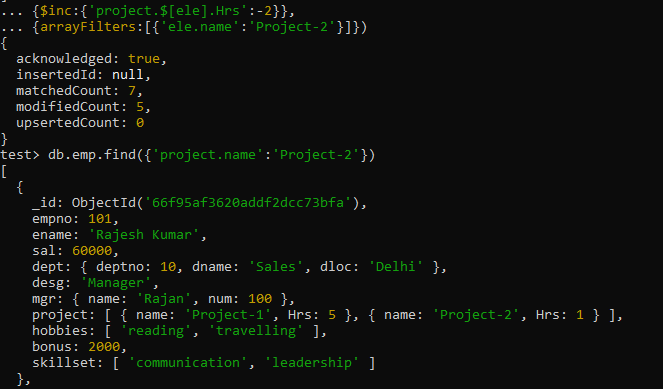 ... {$inc:{'project.$[ele].Hrs':-2}},
... {arrayFilters:[{'ele.name':'Project-2'}]})
{
  acknowledged: true,
  insertedId: null,
  matchedCount: 7,
  modifiedCount: 5,
  upsertedCount: 0
}
test> db.emp.find({'project.name':'Project-2'})
[
  {
    _id: ObjectId('66f95af3620addf2dcc73bfa'),
    empno: 101,
    ename: 'Rajesh Kumar',
    sal: 60000,
    dept: { deptno: 10, dname: 'Sales', dloc: 'Delhi' },
    desg: 'Manager',
    mgr: { name: 'Rajan', num: 100 },
    project: [ { name: 'Project-1', Hrs: 5 }, { name: 'Project-2', Hrs: 1 } ],
    hobbies: [ 'reading', 'travelling' ],
    bonus: 2000,
    skillset: [ 'communication', 'leadership' ]
  },